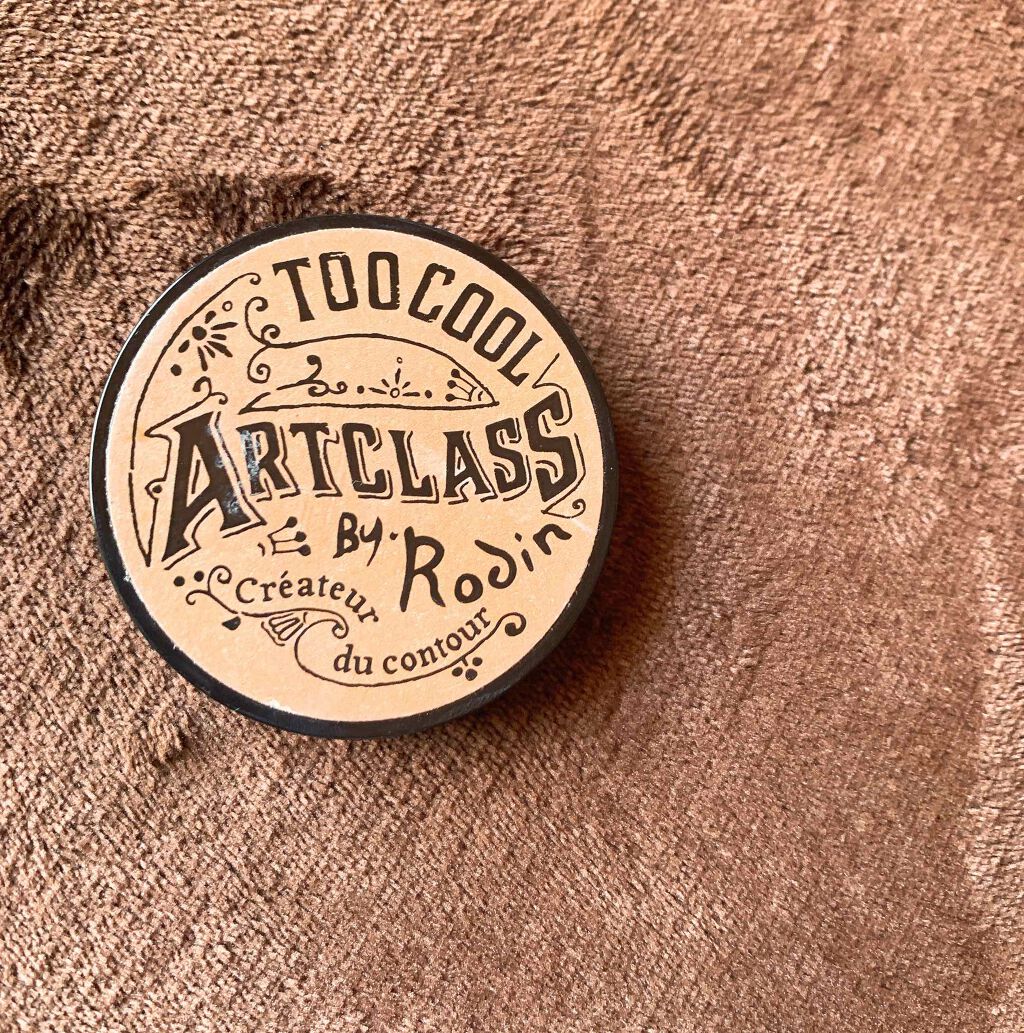 TOO COOL
ARTCLASS
By. Rodin
Créateur
du contour